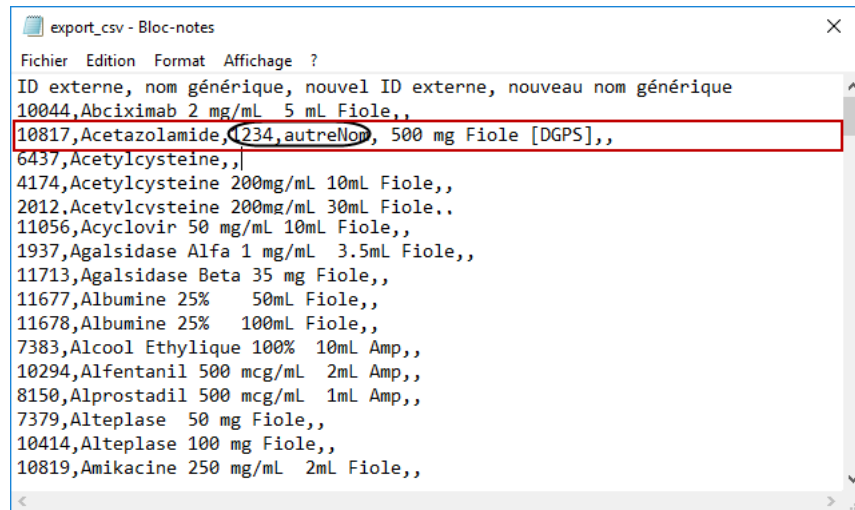 export_csv - Bloc-notes
Fichier Edition Format Affichage ?
ID externe, nom générique, nouvel ID externe, nouveau nom générique
10044,Abciximab 2 mg/mL  5 mL Fiole,,
10817,Acetazolamide,1234,autreNom, 500 mg Fiole [DGPS],,
6437,Acetylcysteine,,
4174,Acetylcysteine 200mg/mL 10mL Fiole,,
2012,Acetylcysteine 200mg/mL 30mL Fiole,,
11056,Acyclovir 50 mg/mL 10mL Fiole,,
1937,Agalsidase Alfa 1 mg/mL  3.5mL Fiole,,
11713,Agalsidase Beta 35 mg Fiole,,
11677,Albumine 25%    50mL Fiole,,
11678,Albumine 25%   100mL Fiole,,
7383,Alcool Ethylique 100%  10mL Amp,,
10294,Alfentanil 500 mcg/mL  2mL Amp,,
8150,Alprostadil 500 mcg/mL  1mL Amp,,
7379,Alteplase  50 mg Fiole,,
10414,Alteplase 100 mg Fiole,,
10819,Amikacine 250 mg/mL  2mL Fiole,,